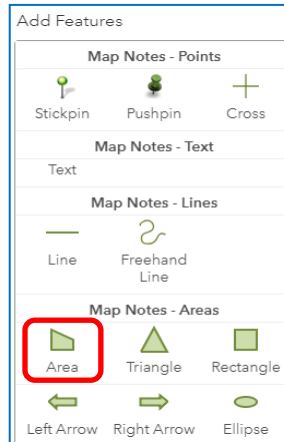 Add Features
Map Notes - Points
Stickpin Pushpin Cross
Map Notes - Text
Text
Map Notes - Lines
Line Freehand
Line
Map Notes - Areas
Area Triangle Rectangle
Left Arrow Right Arrow Ellipse